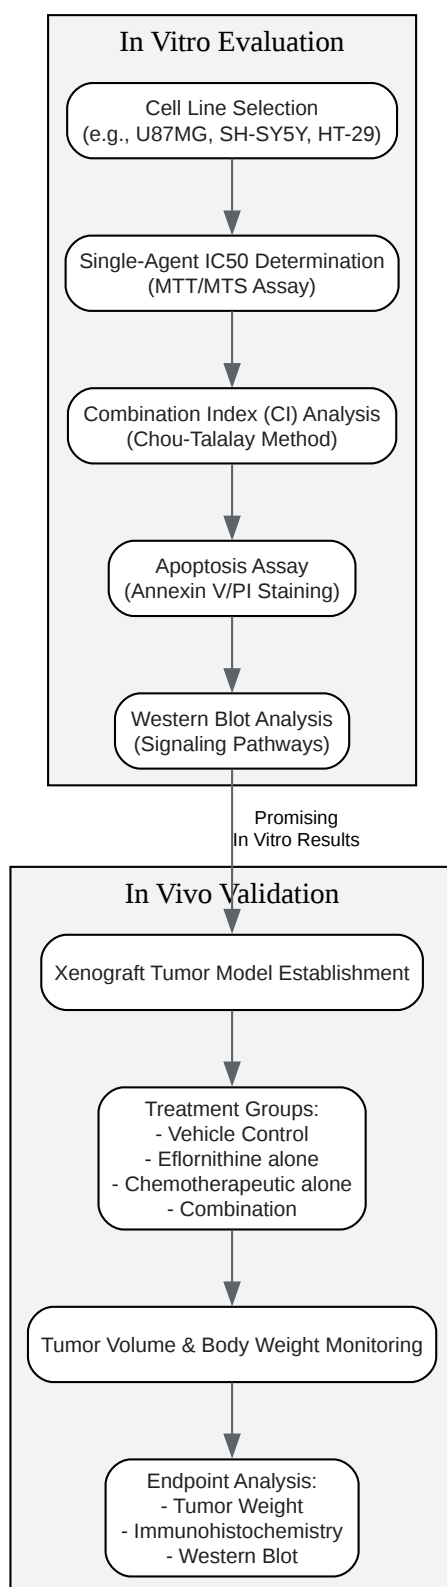 In Vitro Evaluation
Cell Line Selection
(e.g., U87MG, SH-SY5Y, HT-29)
Single-Agent IC50 Determination
(MTT/MTS Assay)
Combination Index (CI) Analysis
(Chou-Talalay Method)
Apoptosis Assay
(Annexin V/PI Staining)
Western Blot Analysis
(Signaling Pathways)
Promising
In Vitro Results
In Vivo Validation
Xenograft Tumor Model Establishment
Treatment Groups:
- Vehicle Control
- Eflornithine alone
- Chemotherapeutic alone
- Combination
Tumor Volume & Body Weight Monitoring
Endpoint Analysis:
- Tumor Weight
- Immunohistochemistry
- Western Blot